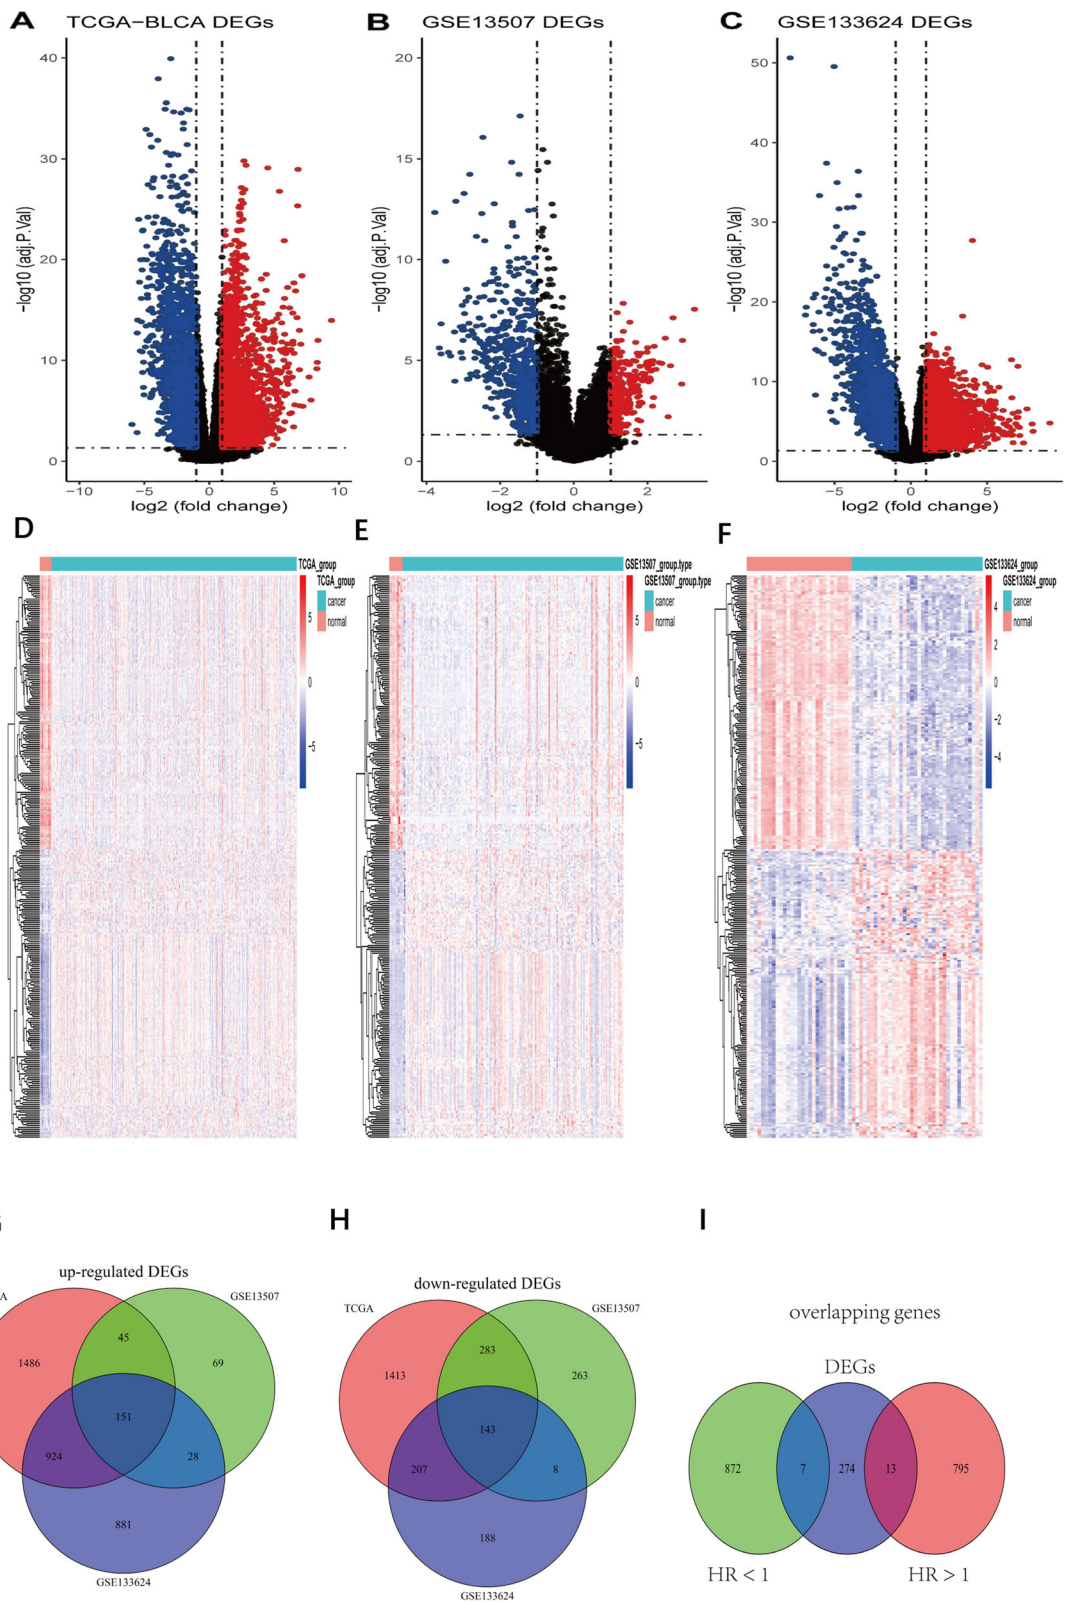 A TCGA−BLCA DEGs
B GSE13507 DEGs
C GSE133624 DEGs
−log10 (adj.P.Val)
40
30
20
10
0
−10 −5 0 5 10
log2 (fold change)
−log10 (adj.P.Val)
20
15
10
5
0
−4 −2 0 2
log2 (fold change)
−log10 (adj.P.Val)
50
40
30
20
10
0
−5 0 5
log2 (fold change)
D
TCGA_group
TCGA_group
cancer
normal
5
0
−5
E
GSE13507_group.type
GSE13507_group.type
cancer
normal
5
0
−5
F
GSE133624_group
GSE133624_group
cancer
normal
4
2
0
−2
−4
up-regulated DEGs
A
GSE13507
45
1486
69
151
924
28
881
GSE133624
H
down-regulated DEGs
TCGA
GSE13507
283
1413
263
143
207
8
188
GSE133624
I
overlapping genes
DEGs
872 7 274 13 795
HR < 1
HR > 1